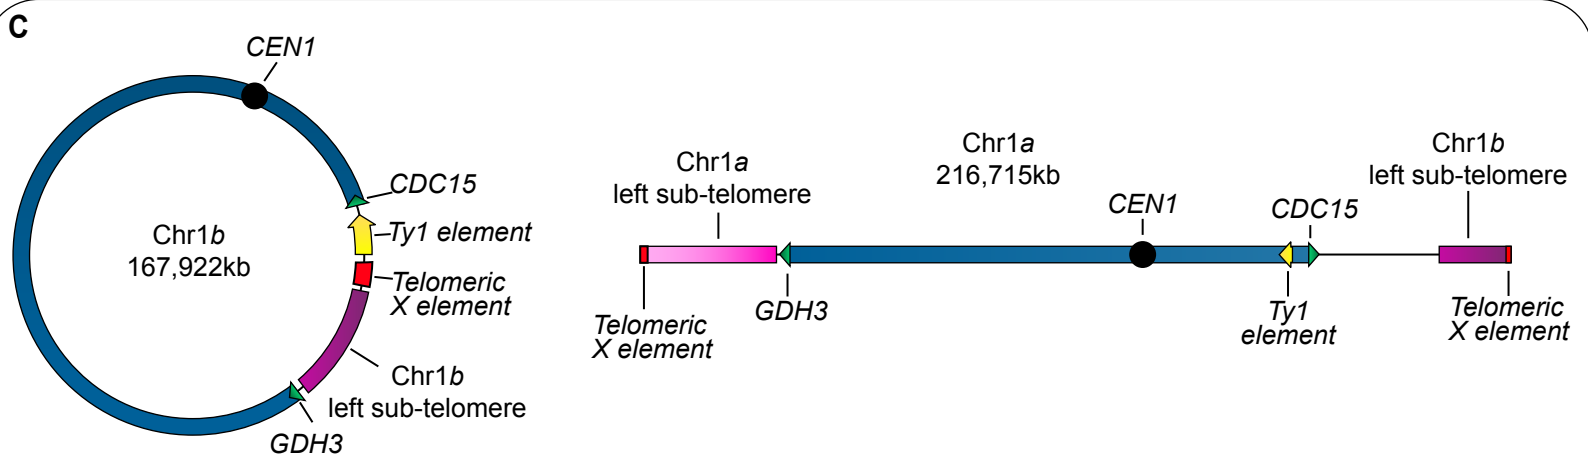 C
CEN1
CDC15
Ty1 element
Chr1b
167,922kb
Telomeric
X element
Chr1b
left sub-telomere
GDH3
Chr1a
left sub-telomere
Chr1a
216,715kb
CEN1
CDC15
Chr1b
left sub-telomere
Telomeric
X element
GDH3
Ty1
element
Telomeric
X element